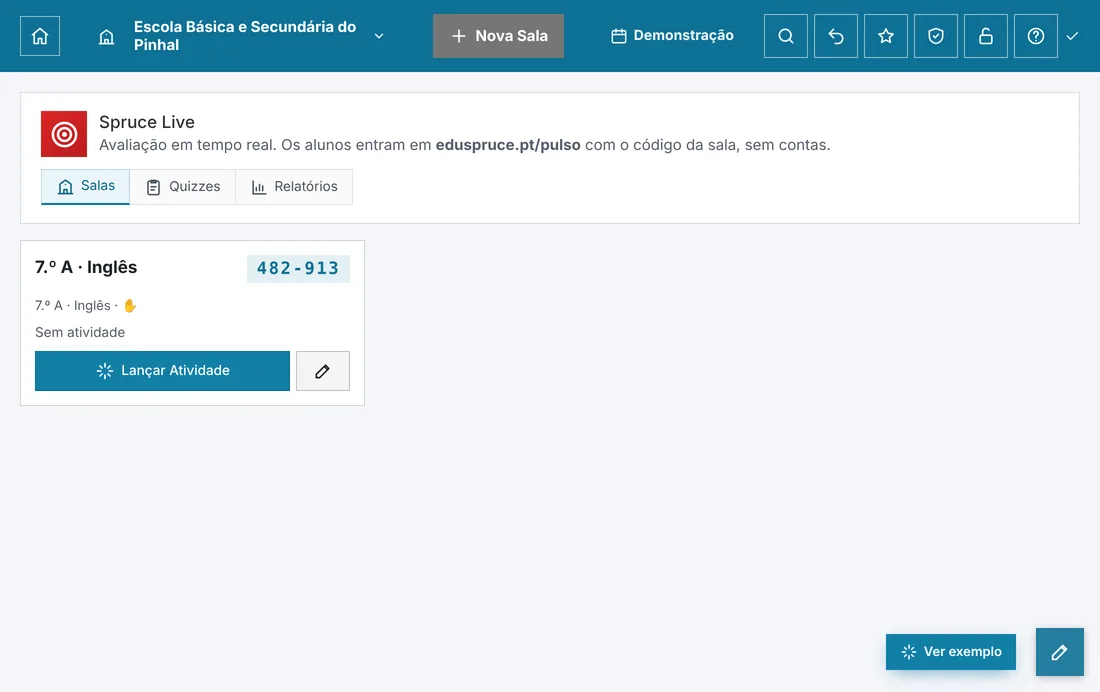 Escola Básica e Secundária do
Pinhal
Nova Sala
Demonstração
Spruce Live
Avaliação em tempo real. Os alunos entram em eduspruce.pt/pulso com o código da sala, sem contas.
Salas
Quizzes
Relatórios
7.º A · Inglês
482-913
7.º A · Inglês · ✋
Sem atividade
Lançar Atividade
Ver exemplo